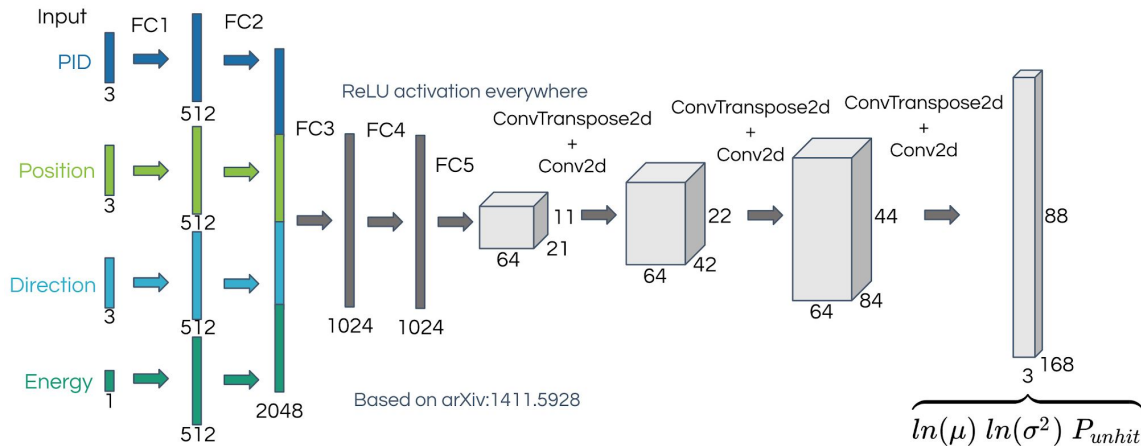 Input
FC1
FC2
PID
3
512
Position
3
512
Direction
3
512
Energy
1
512
2048
ReLU activation everywhere
FC3
FC4
FC5
1024
1024
Based on arXiv:1411.5928
ConvTranspose2d
+
Conv2d
11
21
64
ConvTranspose2d
+
Conv2d
22
42
64
ConvTranspose2d
+
Conv2d
44
84
64
88
168
3
ln(μ) ln(σ²) P_unhit